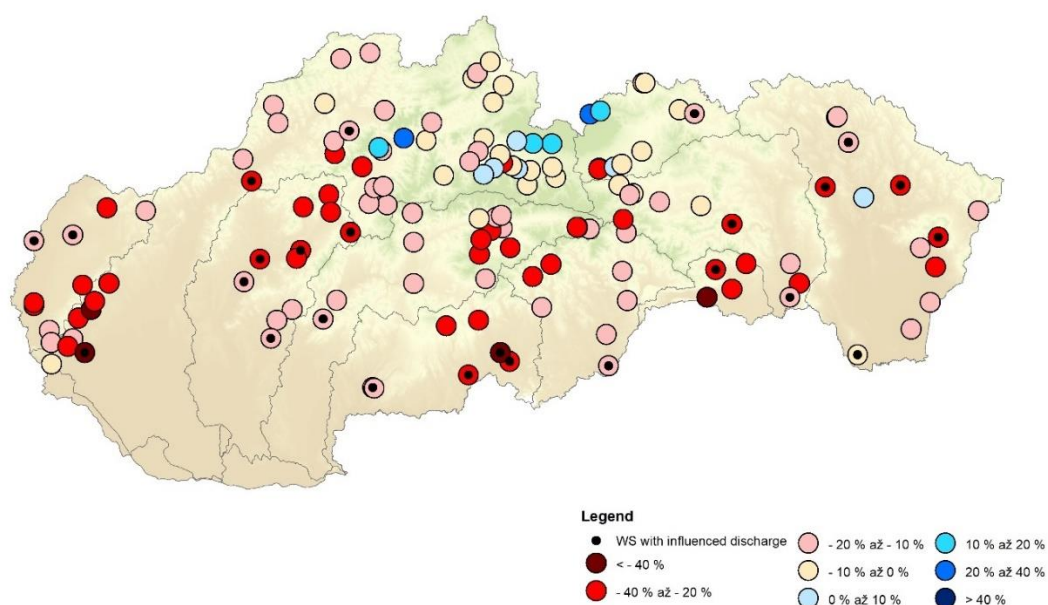 Legend
WS with influenced discharge
< - 40 %
- 40 % až - 20 %
- 20 % až - 10 %
- 10 % až 0 %
0 % až 10 %
10 % až 20 %
20 % až 40 %
> 40 %